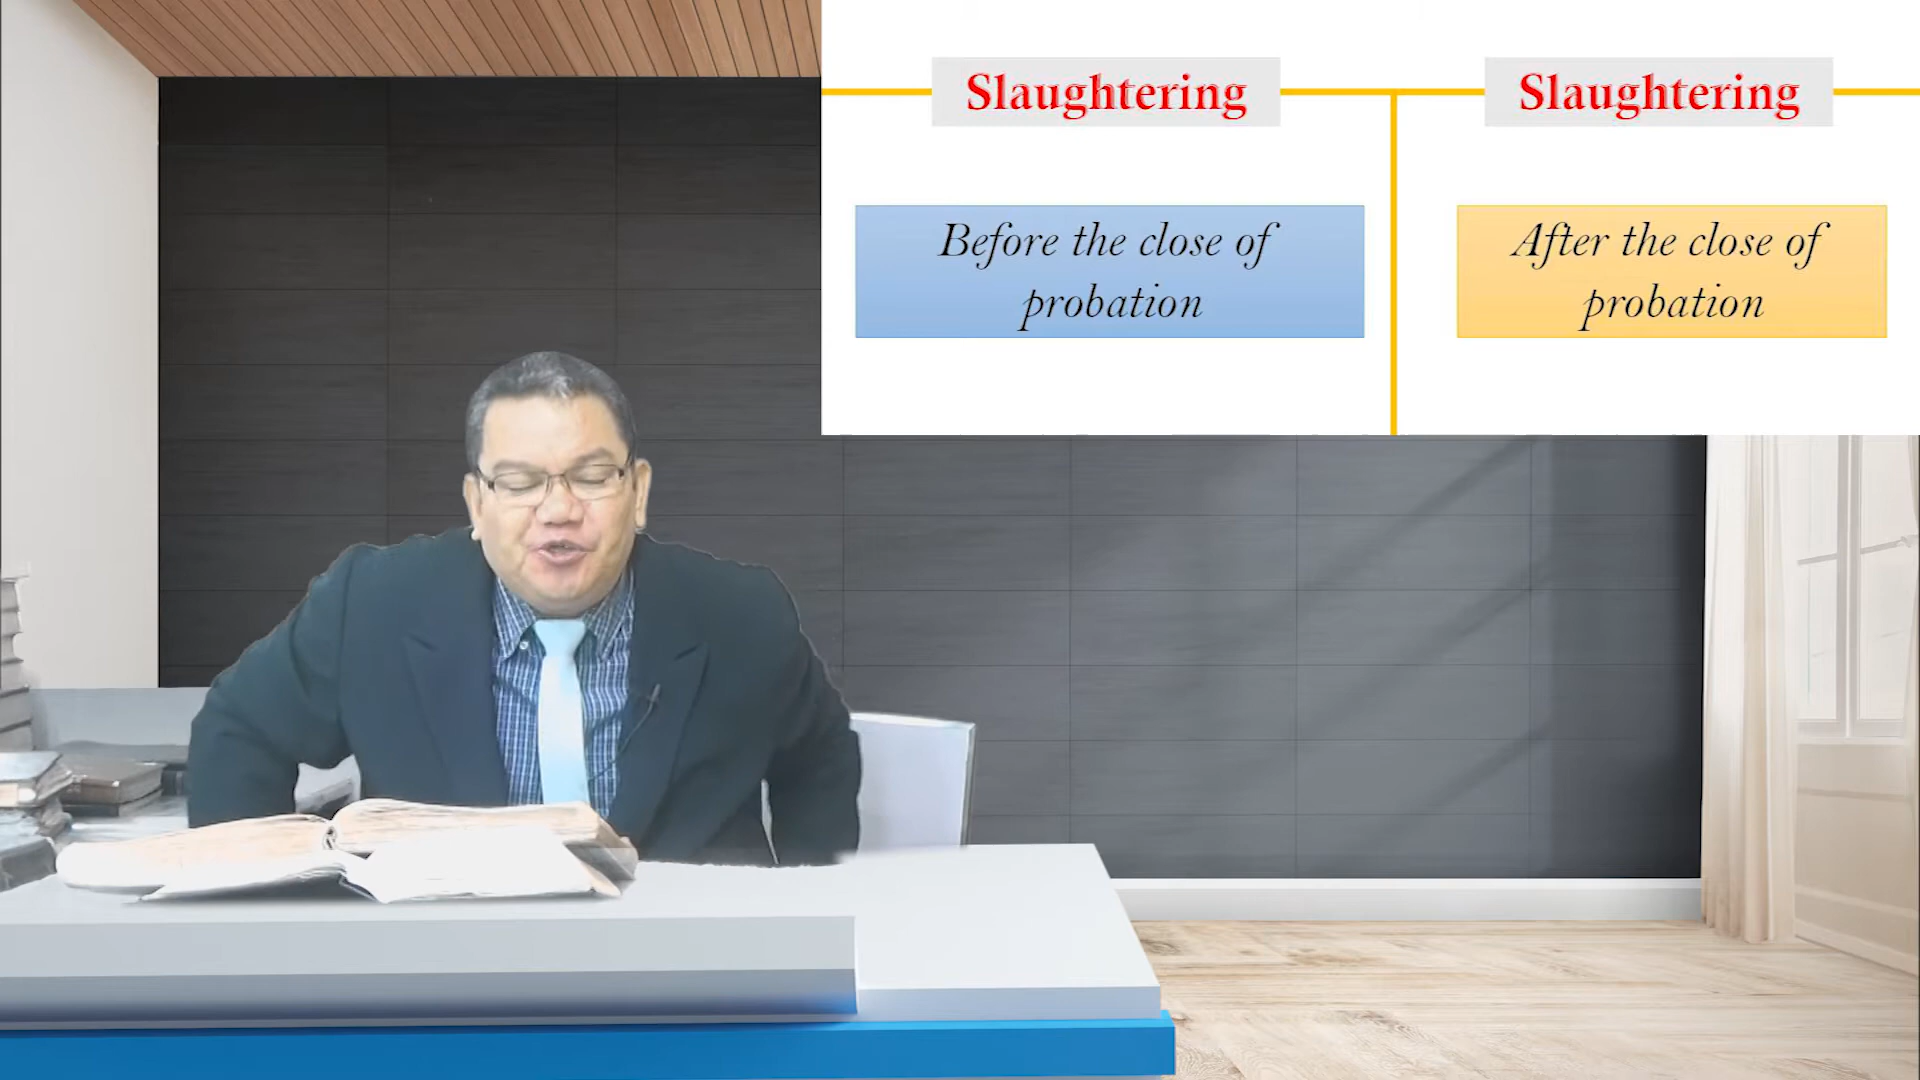 Slaughtering
Before the close of
probation
Slaughtering
After the close of
probation